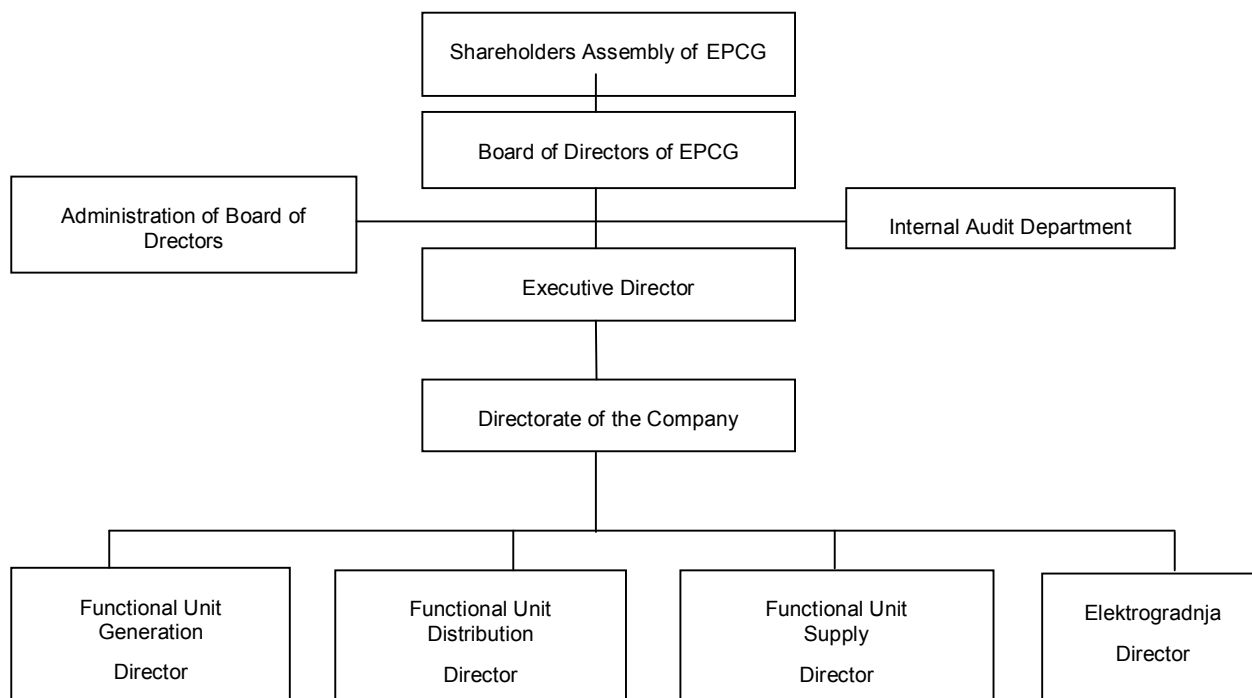 Shareholders Assembly of EPCG
Board of Directors of EPCG
Administration of Board of
Drectors
Internal Audit Department
Executive Director
Directorate of the Company
Functional Unit
Generation
Director
Functional Unit
Distribution
Director
Functional Unit
Supply
Director
Elektrogradnja
Director